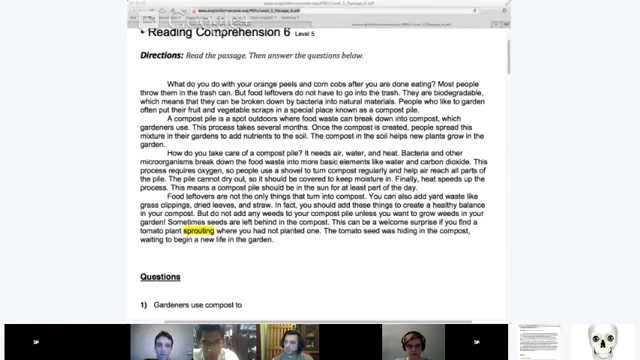 Reading Comprehension 6 Level 5
Directions: Read the passage. Then answer the questions below.
What do you do with your orange peels and corn cobs after you are done eating? Most people
throw them in the trash can. But food leftovers do not have to go into the trash. They are biodegradable,
which means that they can be broken down by bacteria into natural materials. People who like to garden
often put their fruit and vegetable scraps in a special place known as a compost pile.
A compost pile is a spot outdoors where food waste can break down into compost, which
gardeners use. This process takes several months. Once the compost is created, people spread this
mixture in their gardens to add nutrients to the soil. The compost in the soil helps new plants grow in the
garden.
How do you take care of a compost pile? It needs air, water, and heat. Bacteria and other
microorganisms break down the food waste into more basic elements like water and carbon dioxide. This
process requires oxygen, so people use a shovel to turn compost regularly and help air reach all parts of
the pile. The pile cannot dry out, so it should be covered to keep moisture in. Finally, heat speeds up the
process. This means a compost pile should be in the sun for at least part of the day.
Food leftovers are not the only things that turn into compost. You can also add yard waste like
grass clippings, dried leaves, and straw. In fact, you should add these things to create a healthy balance
in your compost. But do not add any weeds to your compost pile unless you want to grow weeds in your
garden! Sometimes seeds are left behind in the compost. This can be a welcome surprise if you find a
tomato plant sprouting where you had not planted one. The tomato seed was hiding in the compost,
waiting to begin a new life in the garden.
Questions
1) Gardeners use compost to